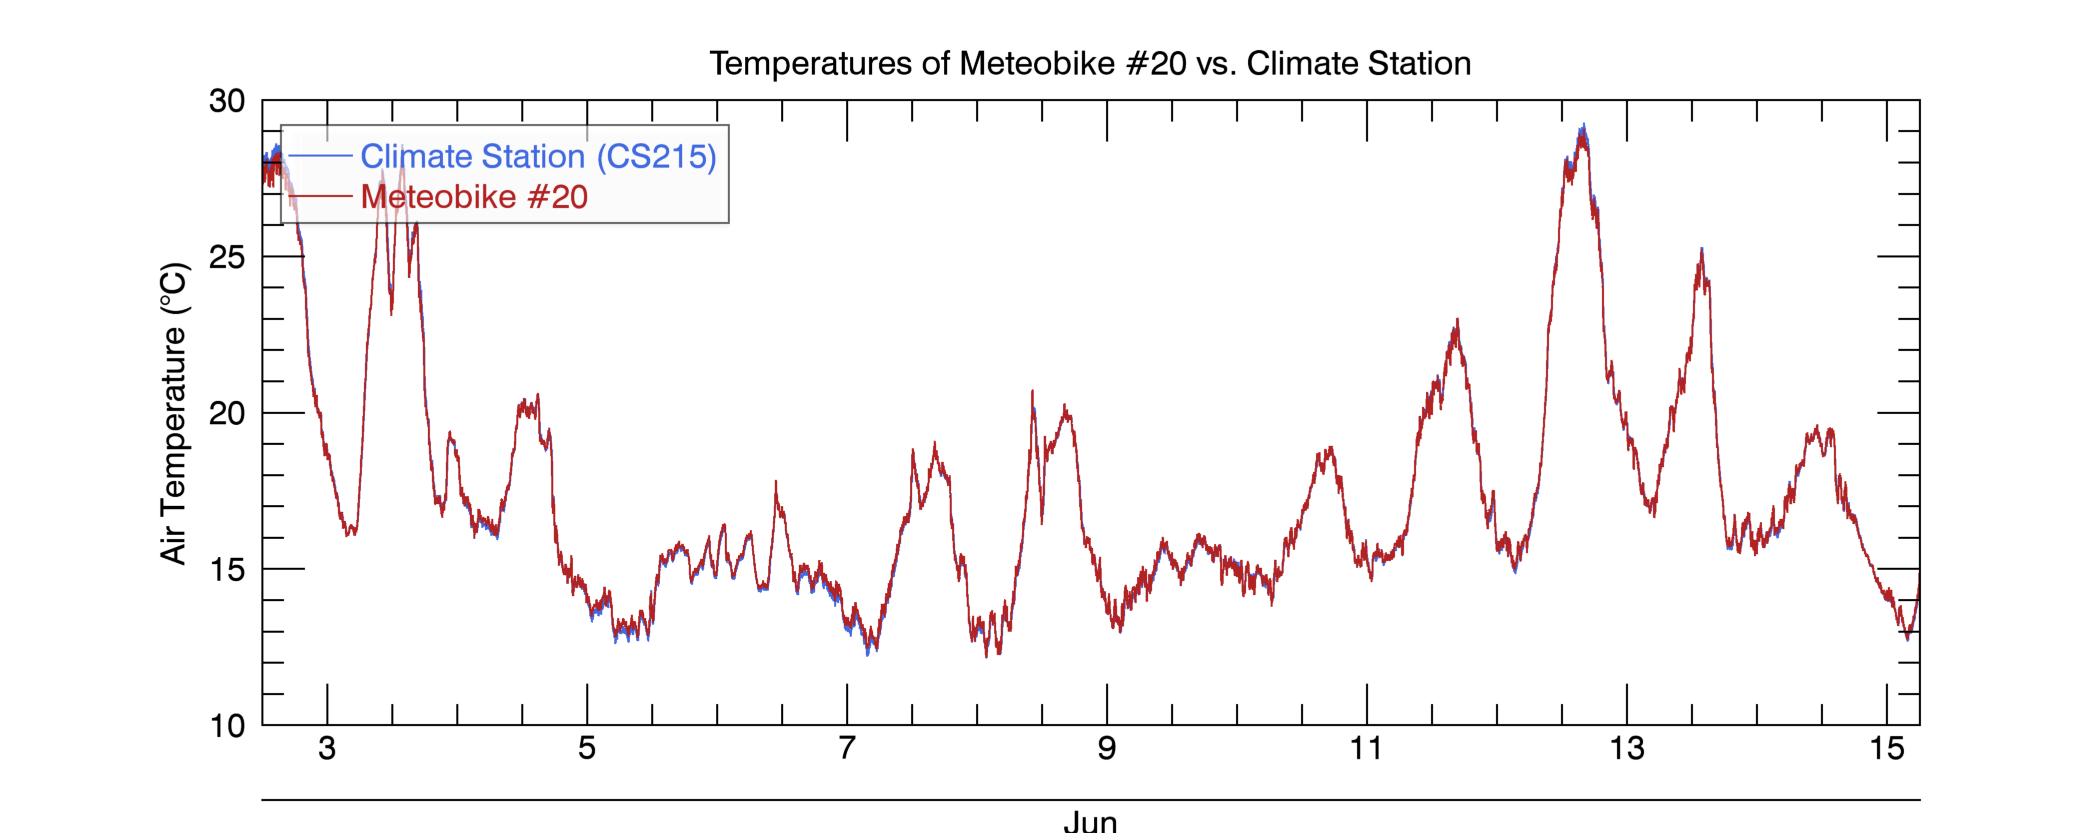 Temperatures of Meteobike #20 vs. Climate Station
30
Climate Station (CS215)
Meteobike #20
25
20
15
10
Air Temperature (°C)
3 5 7 9 11 13 15
Jun